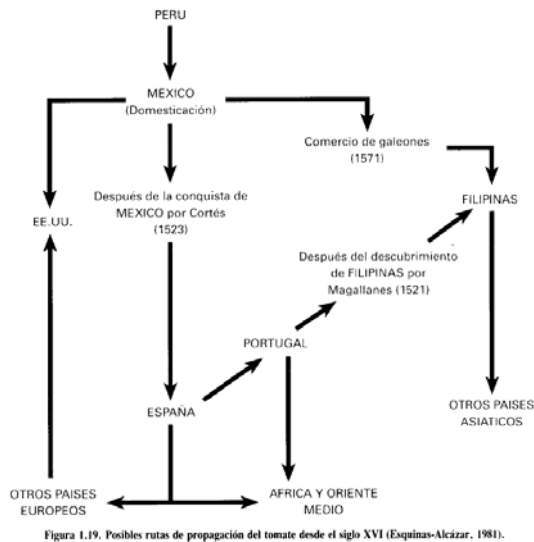 PERU
MEXICO
(Domesticación)
Comercio de galeones
(1571)
Después de la conquista de
MEXICO por Cortés
(1523)
EE.UU.
FILIPINAS
Después del descubrimiento
de FILIPINAS por
Magallanes (1521)
PORTUGAL
ESPAÑA
OTROS PAISES
ASIATICOS
OTROS PAISES
EUROPEOS
AFRICA Y ORIENTE
MEDIO
Figura 1.19. Posibles rutas de propagación del tomate desde el siglo XVI (Esquinas-Alcázar, 1981).